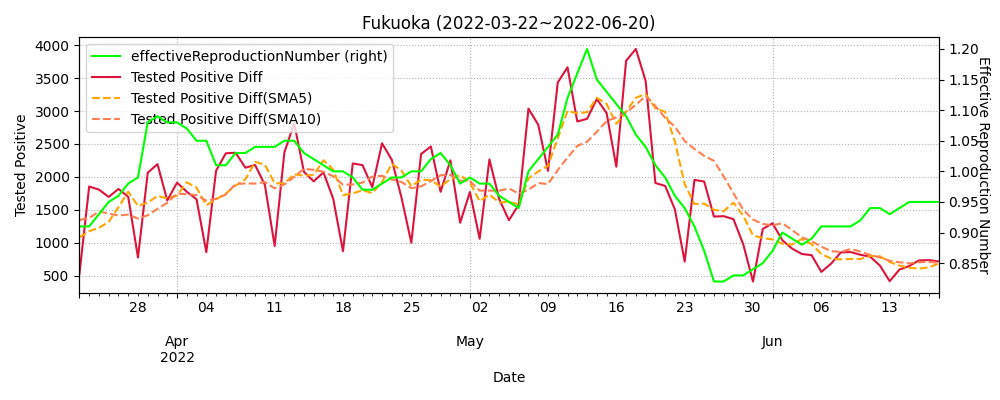 Fukuoka (2022-03-22~2022-06-20)
effectiveReproductionNumber (right)
Tested Positive Diff
Tested Positive Diff(SMA5)
Tested Positive Diff(SMA10)
Tested Positive
4000
3500
3000
2500
2000
1500
1000
500
1.20
1.15
1.10
1.05
1.00
0.95
0.90
0.85
Effective Reproduction Number
28 04 11 18 25 02 09 16 23 30 06 13
Apr May Jun
2022
Date